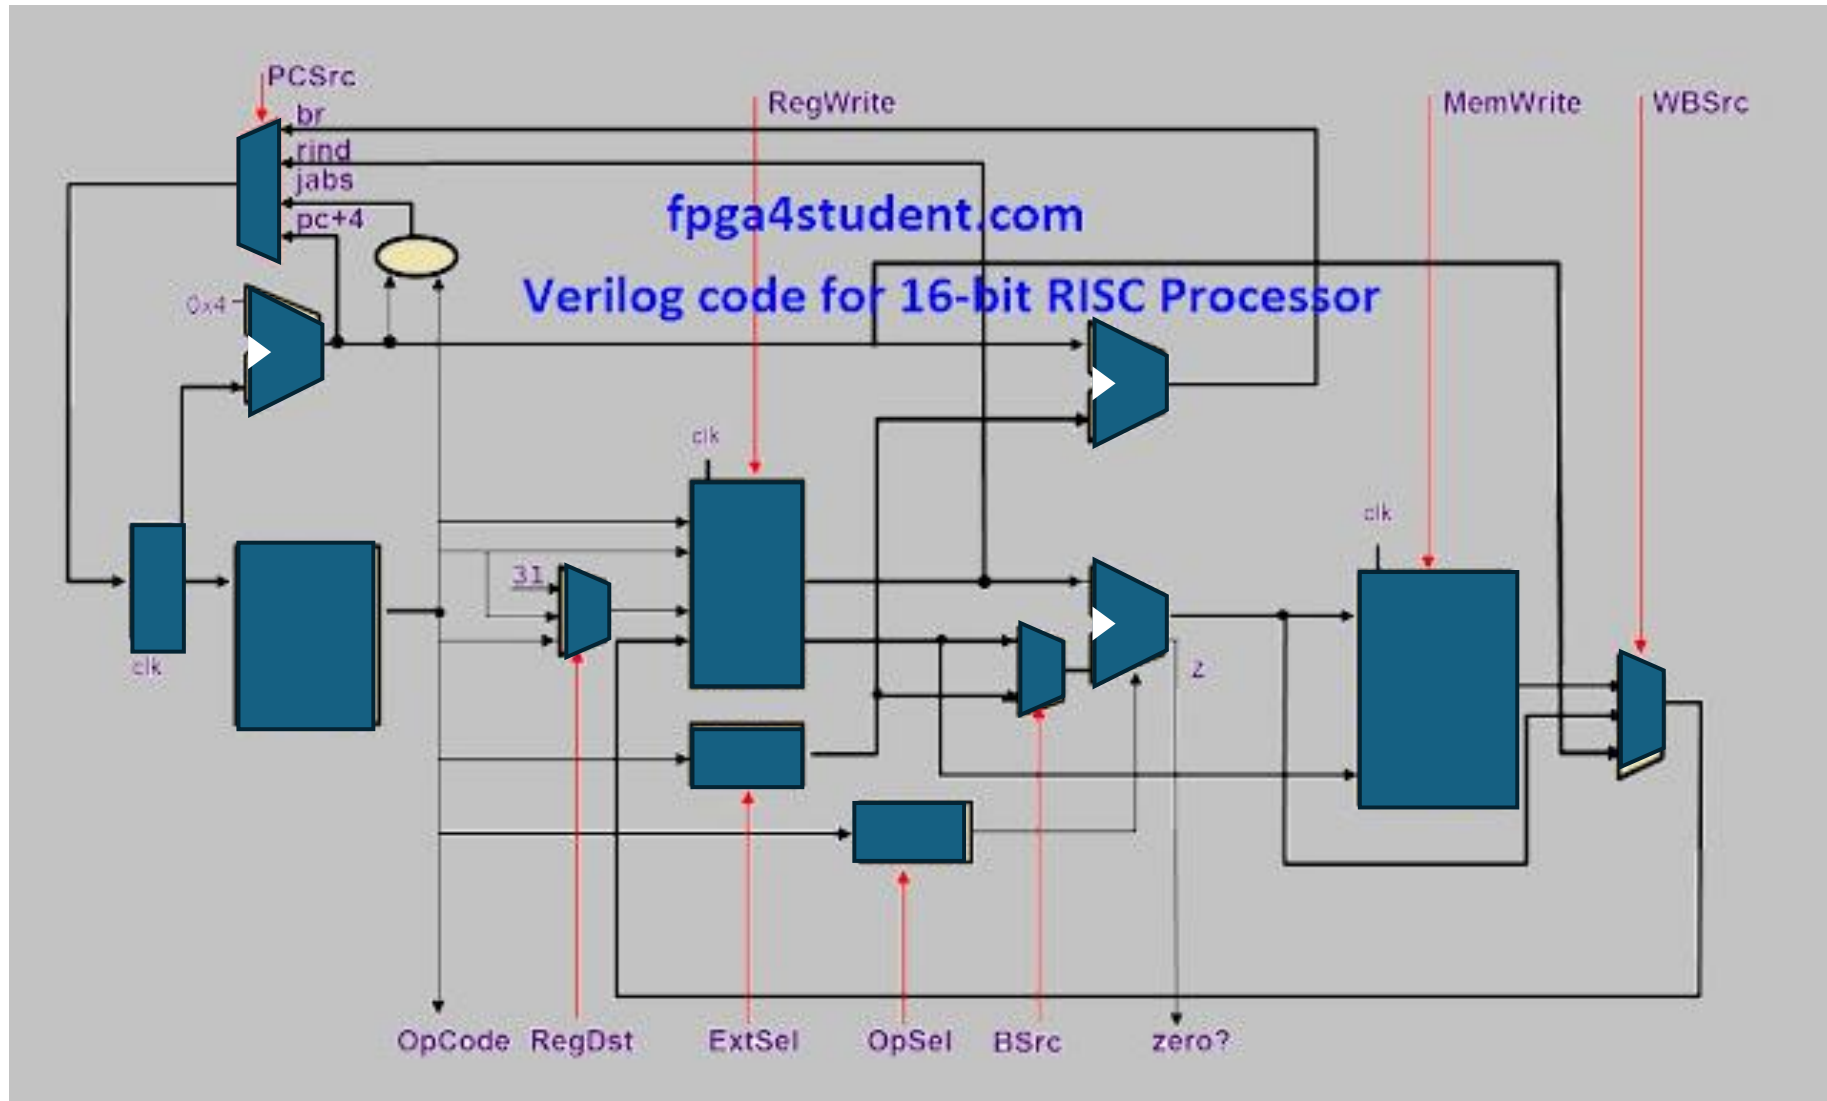 PCSrc
br
rind
jabs
pc+4
0x4
RegWrite
MemWrite
WBSrc
fpga4student.com
Verilog code for 16-bit RISC Processor
clk
clk
31
clk
z
OpCode
RegDst
ExtSel
OpSel
BSrc
zero?